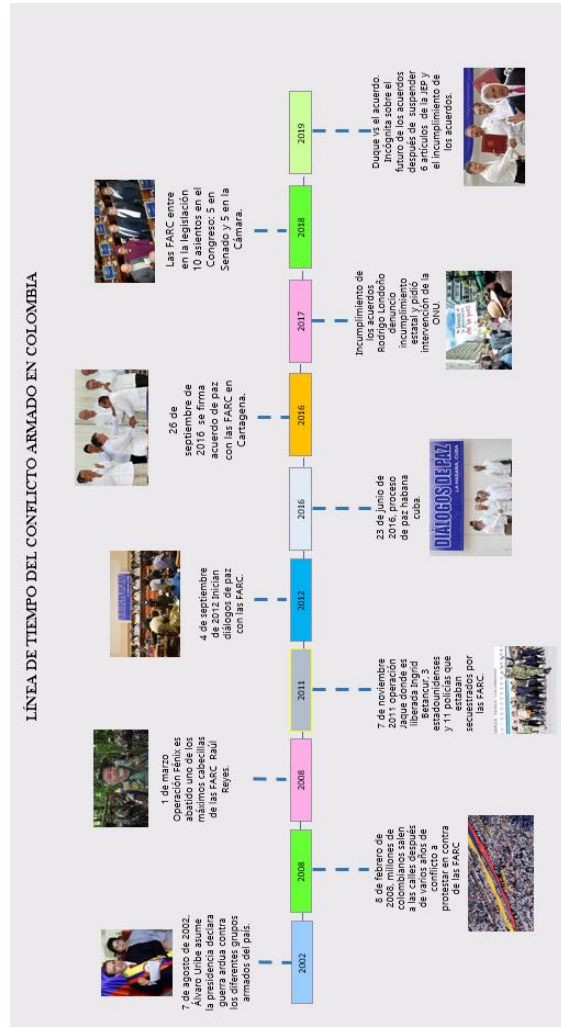 LÍNEA DE TIEMPO DEL CONFLICTO ARMADO EN COLOMBIA
7 de agosto de 2002.
Álvaro Uribe asume
la presidencia declara
guerra ardua contra
los diferentes grupos
armados del país.
2002
2008
8 de febrero de
2008, millones de
colombianos salen
a las calles después
de varios años de
conflicto a
protestar en contra
de las FARC
1 de marzo
Operación Fénix es
abatido uno de los
máximos cabecillas
de las FARC Raúl
Reyes.
2008
2011
7 de noviembre
2011 operación
Jaque donde es
liberada Ingrid
Betancur, 3
estadounidenses
y 11 policías que
estaban
secuestrados por
las FARC.
4 de septiembre
de 2012 Inician
diálogos de paz
con las FARC.
2012
2016
23 de junio de
2016, proceso
de paz habana
cuba.
DIÁLOGOS DE PAZ
LA HABANA, CUBA
26 de
septiembre de
2016 se firma
acuerdo de paz
con las FARC en
Cartagena.
2016
2017
Incumplimiento de
los acuerdos
Rodrigo Londoño
denuncio
incumplimiento
estatal y pidió
intervención de la
ONU.
Las FARC entre
en la legislación
10 asientos en el
Congreso: 5 en
Senado y 5 en la
Cámara.
2018
2019
Duque vs el acuerdo.
Incógnita sobre el
futuro de los acuerdos
después de suspender
6 artículos de la JEP y
el incumplimiento de
los acuerdos.